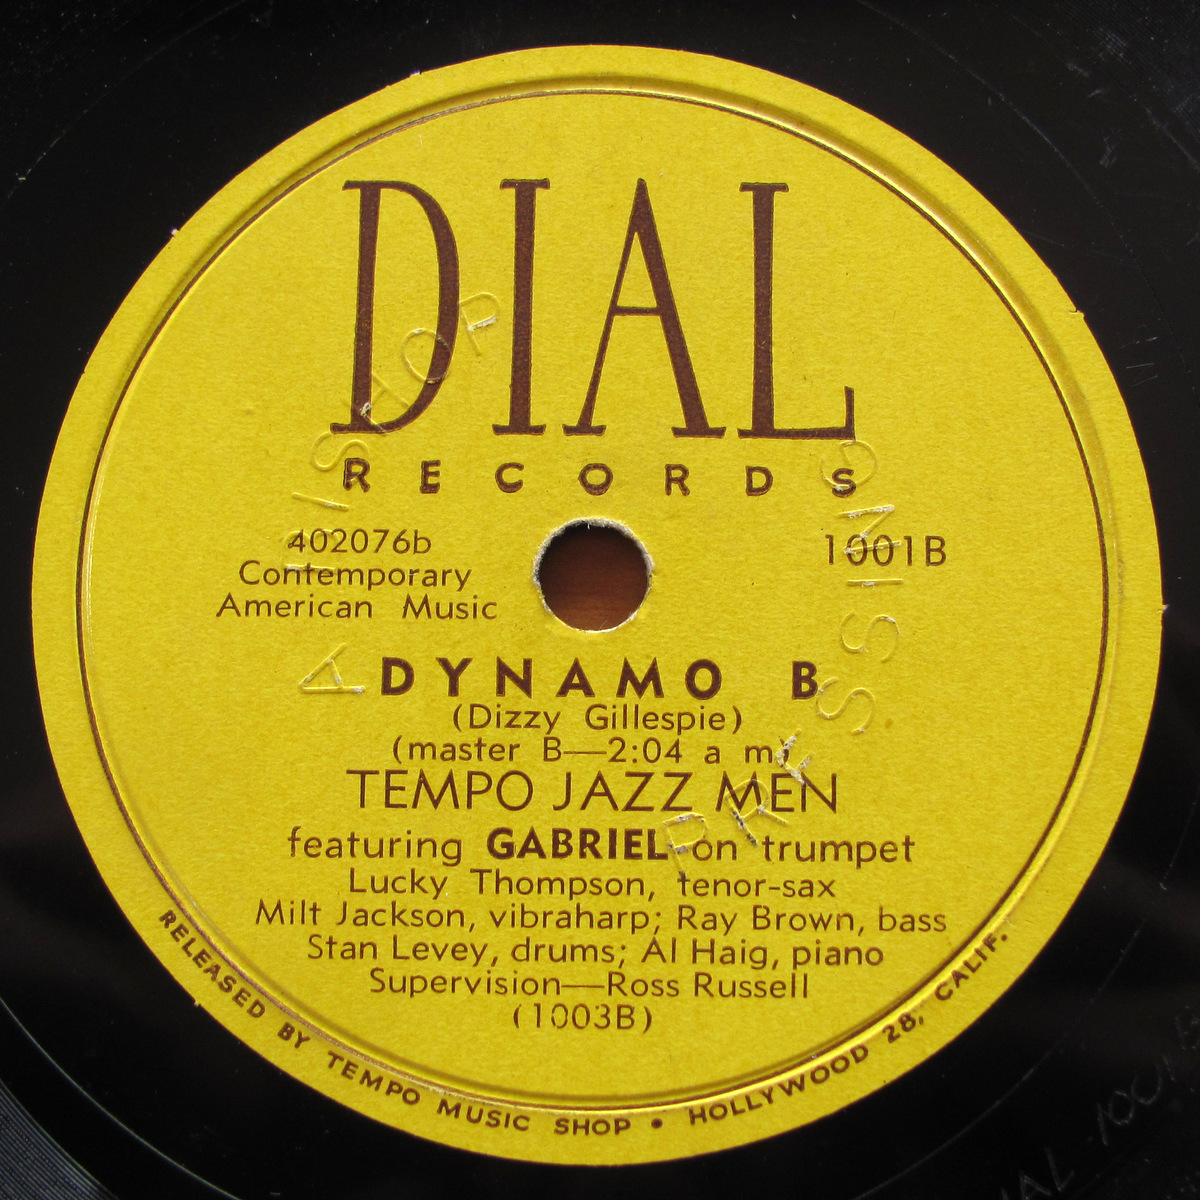 DIAL
RECORDS
402076b
Contemporary
American Music
1001B
DYNAMO B
(Dizzy Gillespie)
(master B—2:04 a m)
TEMPO JAZZ MEN
featuring GABRIEL on trumpet
Lucky Thompson, tenor-sax
Milt Jackson, vibraharp; Ray Brown, bass
Stan Levey, drums; Al Haig, piano
Supervision—Ross Russell
(1003B)
RELEASED BY TEMPO MUSIC SHOP • HOLLYWOOD 28, CALIF.
A
SHOP
PRESSING